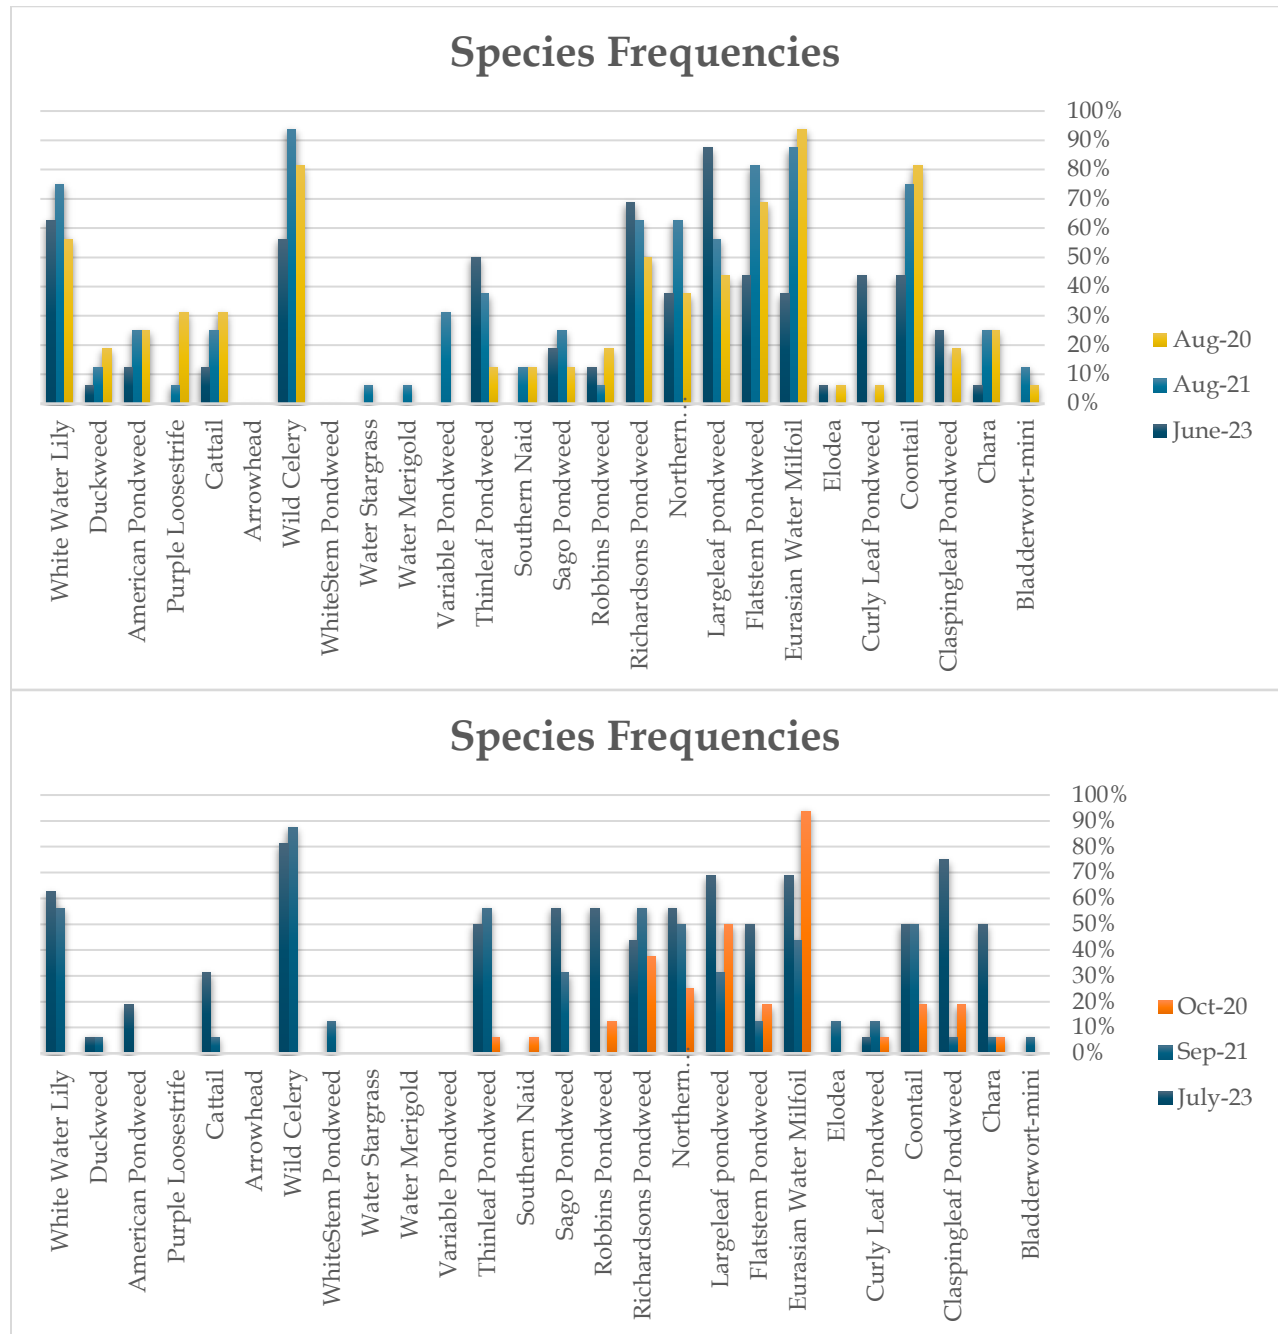 Species Frequencies
100%
90%
80%
70%
60%
50%
40%
30%
20%
10%
0%
White Water Lily
Duckweed
American Pondweed
Purple Loosestrife
Cattail
Arrowhead
Wild Celery
WhiteStem Pondweed
Water Stargrass
Water Merigold
Variable Pondweed
Thinleaf Pondweed
Southern Naid
Sago Pondweed
Robbins Pondweed
Richardsons Pondweed
Northern…
Largeleaf pondweed
Flatstem Pondweed
Eurasian Water Milfoil
Elodea
Curly Leaf Pondweed
Coontail
Claspingleaf Pondweed
Chara
Bladderwort-mini
Aug-20
Aug-21
June-23
Species Frequencies
100%
90%
80%
70%
60%
50%
40%
30%
20%
10%
0%
White Water Lily
Duckweed
American Pondweed
Purple Loosestrife
Cattail
Arrowhead
Wild Celery
WhiteStem Pondweed
Water Stargrass
Water Merigold
Variable Pondweed
Thinleaf Pondweed
Southern Naid
Sago Pondweed
Robbins Pondweed
Richardsons Pondweed
Northern…
Largeleaf pondweed
Flatstem Pondweed
Eurasian Water Milfoil
Elodea
Curly Leaf Pondweed
Coontail
Claspingleaf Pondweed
Chara
Bladderwort-mini
Oct-20
Sep-21
July-23